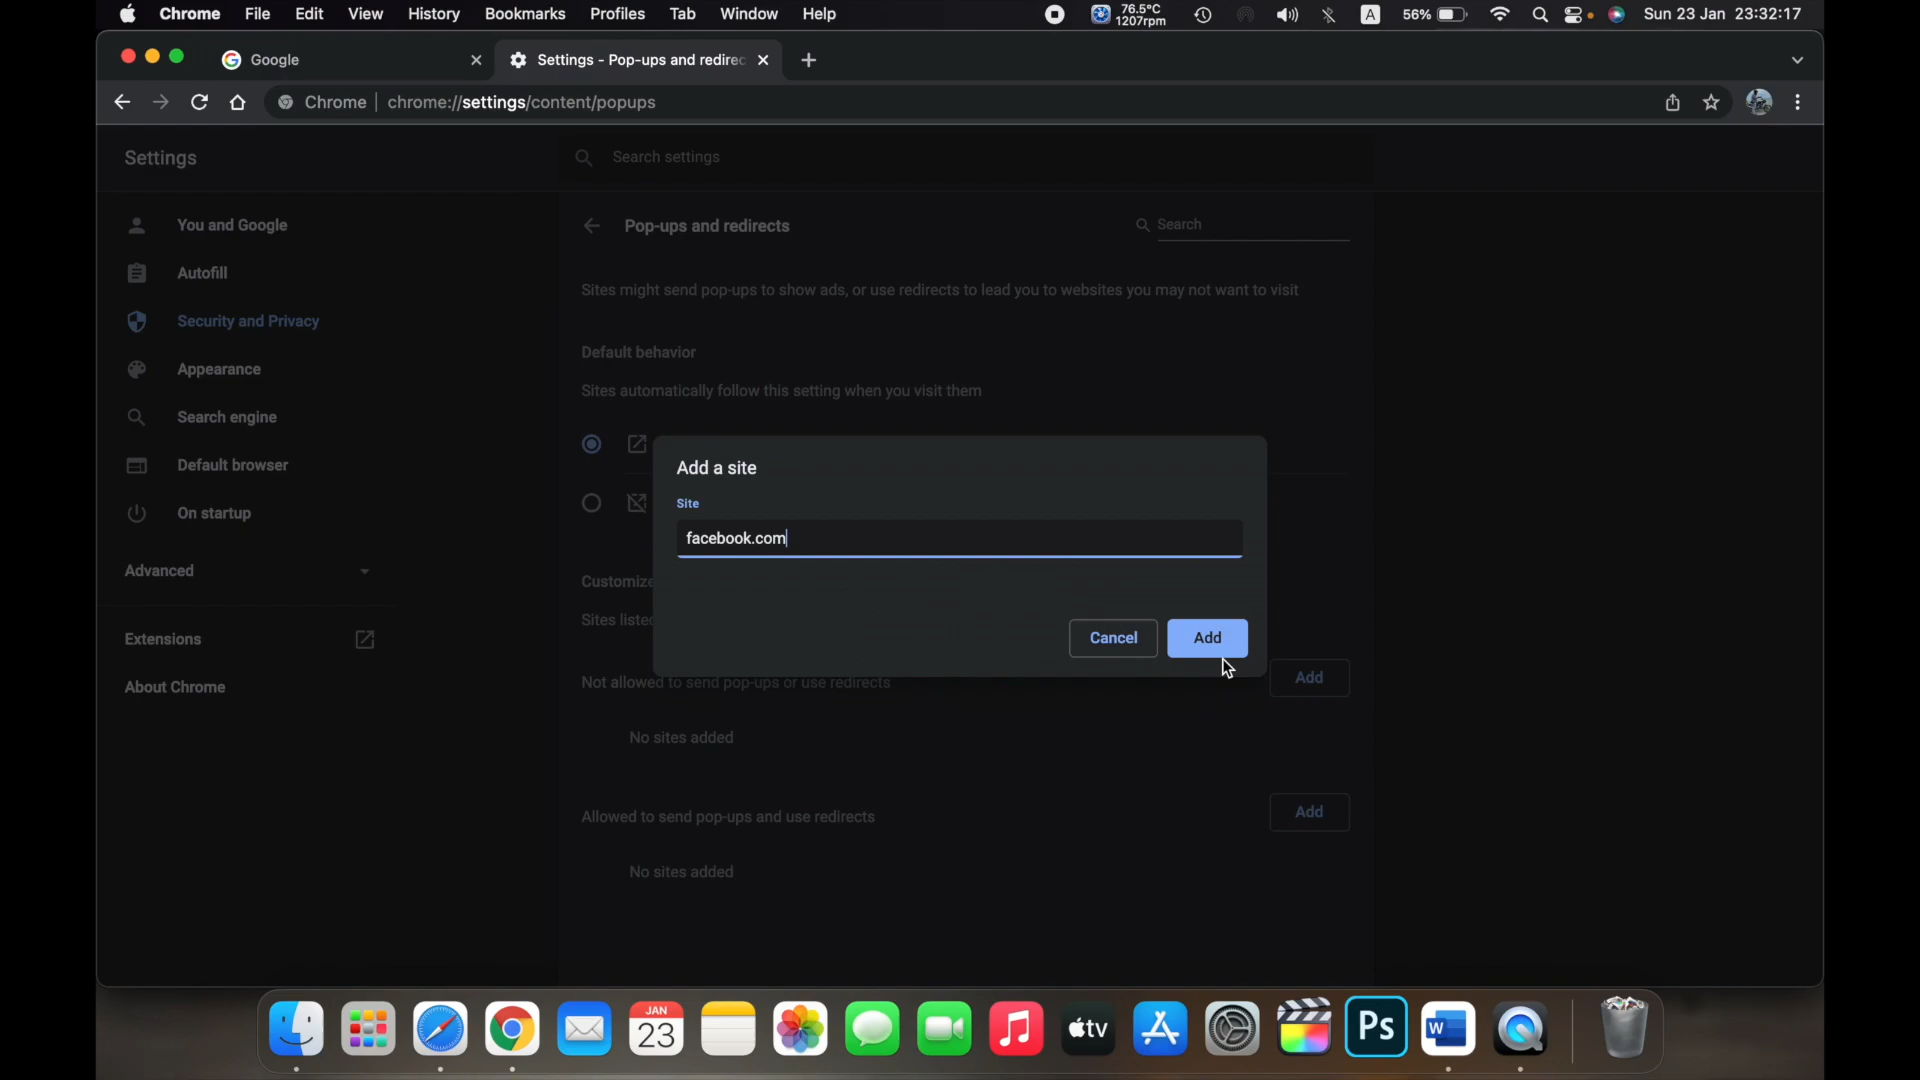 Chrome File Edit View History Bookmarks Profiles Tab Window Help 76.5°C 1207rpm A 56% Sun 23 Jan 23:32:17
Google Settings - Pop-ups and redirec
Chrome | chrome://settings/content/popups
Settings
Search settings
You and Google
Autofill
Security and Privacy
Appearance
Search engine
Default browser
On startup
Advanced
Extensions
About Chrome
Pop-ups and redirects
Search
Sites might send pop-ups to show ads, or use redirects to lead you to websites you may not want to visit
Default behavior
Sites automatically follow this setting when you visit them
Add a site
Site
facebook.com
Cancel Add
Customize
Sites listed
Not allowed to send pop-ups or use redirects Add
No sites added
Allowed to send pop-ups and use redirects Add
No sites added
JAN
23
tv
Ps
W